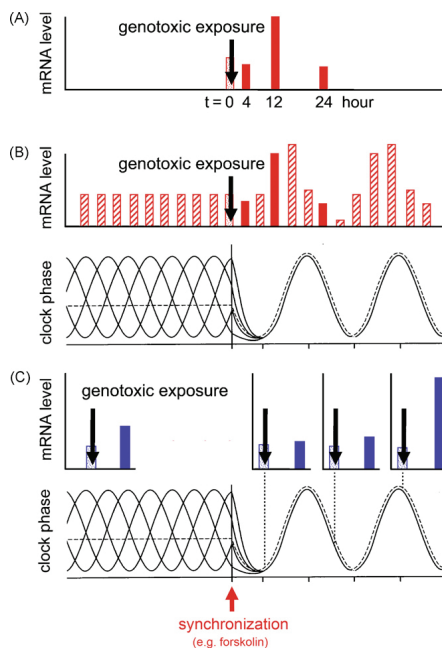 (A)
mRNA level
genotoxic exposure
t = 0 4 12 24 hour
(B)
mRNA level
genotoxic exposure
clock phase
(C)
mRNA level
genotoxic exposure
clock phase
synchronization
(e.g. forskolin)